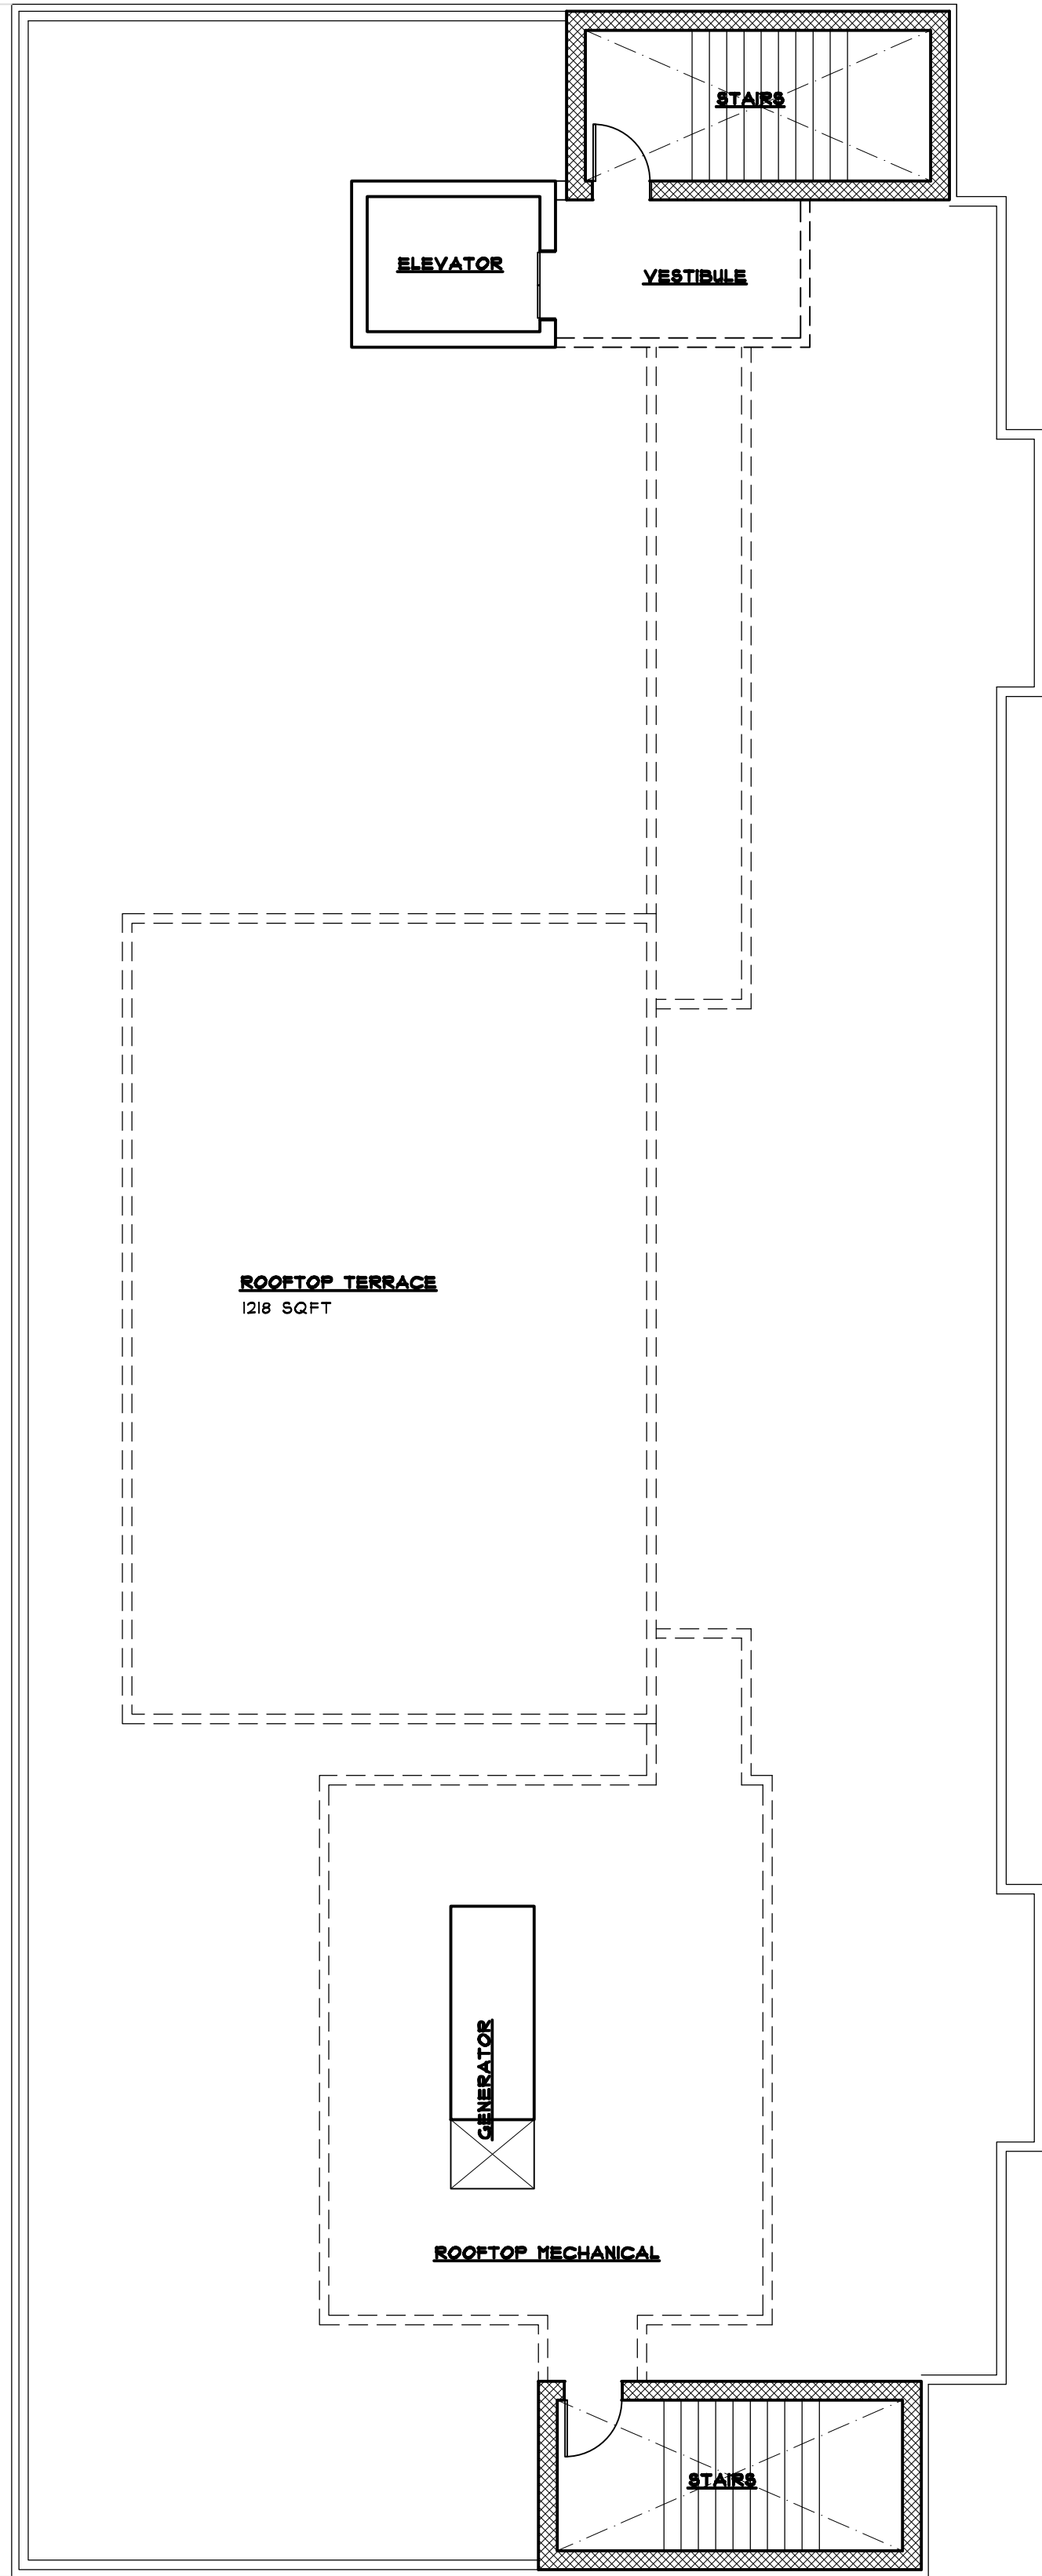 STAIRS
ELEVATOR
VESTIBULE
ROOFTOP TERRACE
1218 SQFT
GENERATOR
ROOFTOP MECHANICAL
STAIRS